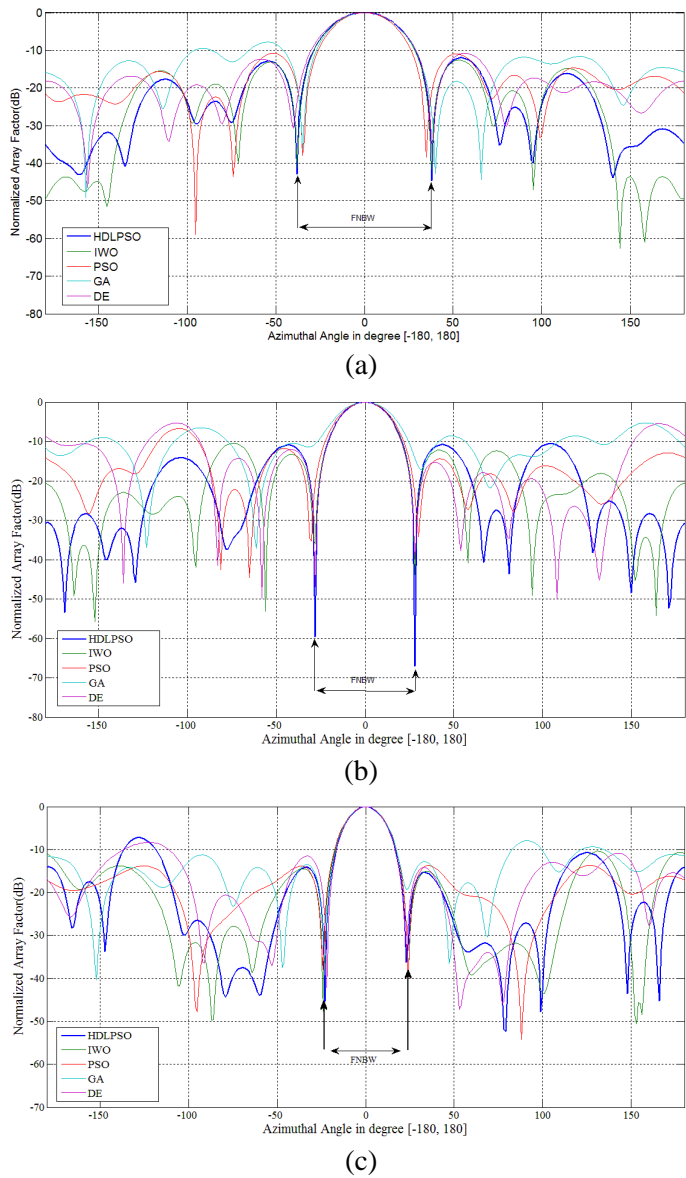 0
-10
-20
-30
-40
-50
-60
-70
-80
Normalized Array Factor(dB)
FNBW
HDLPSO
IWO
PSO
GA
DE
-150 -100 -50 0 50 100 150
Azimuthal Angle in degree [-180, 180]
(a)
0
-10
-20
-30
-40
-50
-60
-70
-80
Normalized Array Factor(dB)
FNBW
HDLPSO
IWO
PSO
GA
DE
-150 -100 -50 0 50 100 150
Azimuthal Angle in degree [-180, 180]
(b)
0
-10
-20
-30
-40
-50
-60
-70
Normalized Array Factor(dB)
FNBW
HDLPSO
IWO
PSO
GA
DE
-150 -100 -50 0 50 100 150
Azimuthal Angle in degree [-180, 180]
(c)